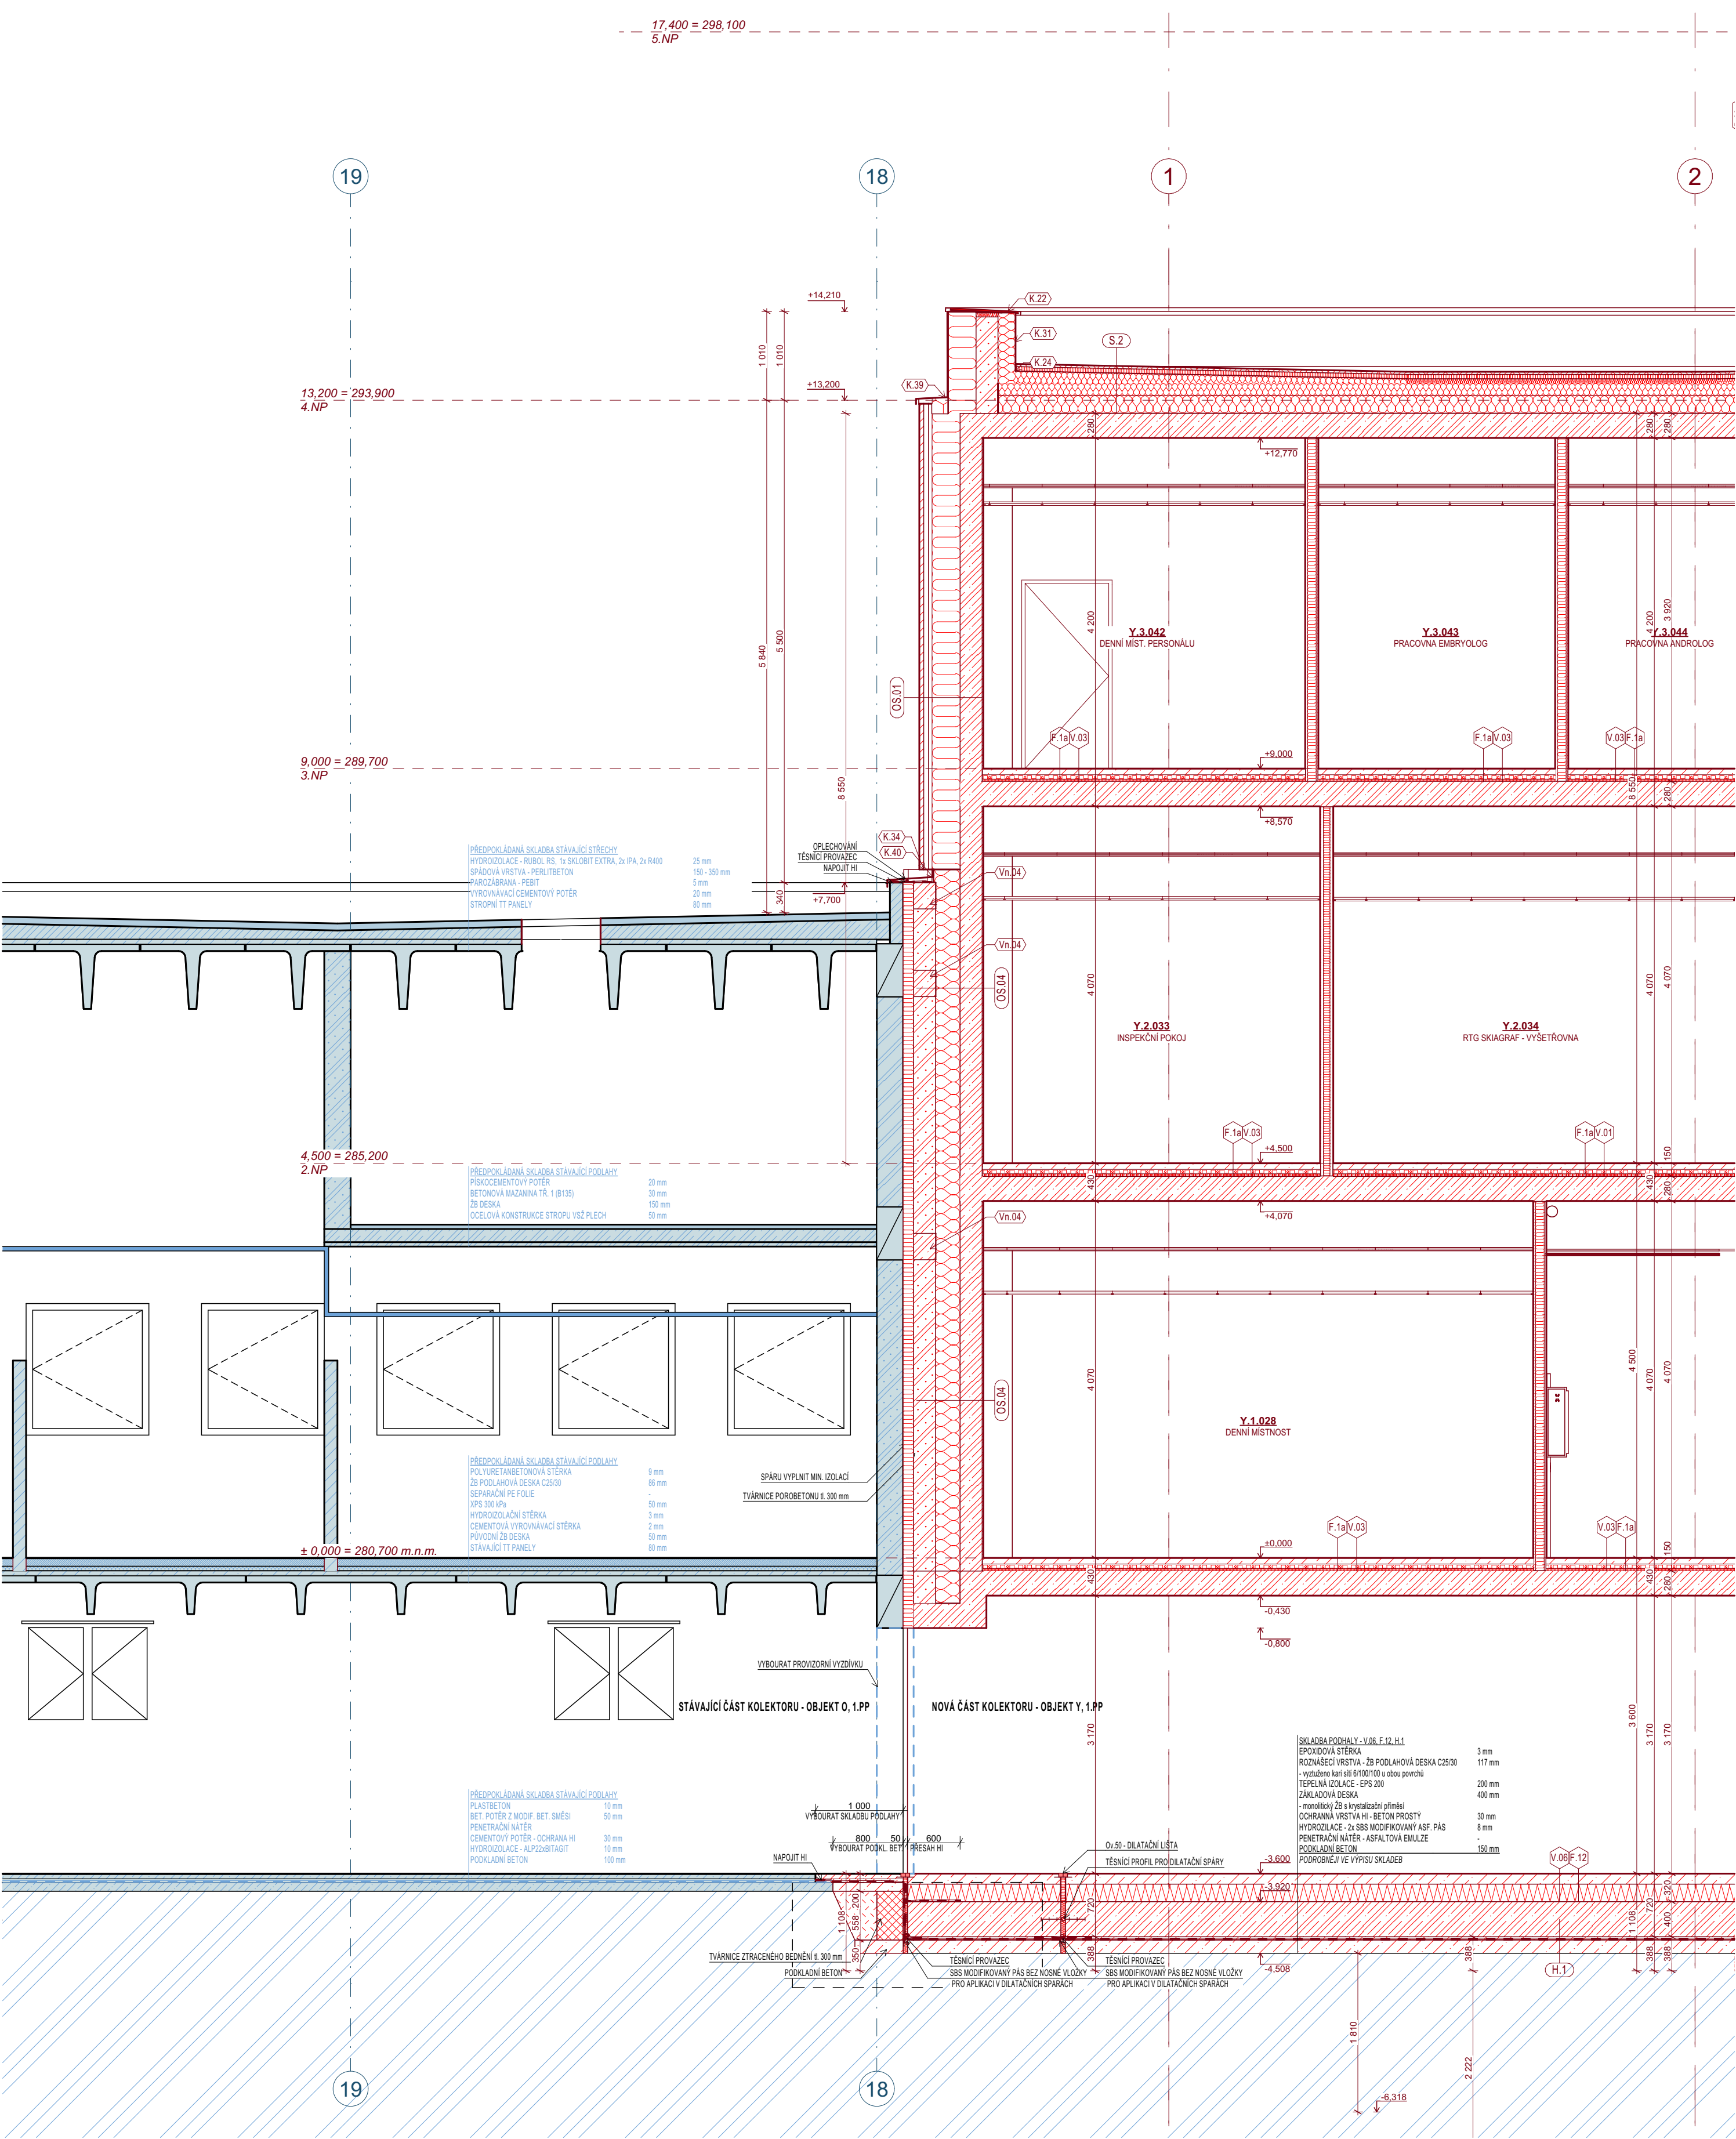 17,400 = 298,100
5.NP
19
18
1
2
+14,210
K.22
K.31
S.2
K.24
1 010
1 010
+13,200
K.39
13,200 = 293,900
4.NP
280
280
280
+12,770
4 200
4 200
3 920
5 840
5 500
Y.3.042
DENNÍ MÍST. PERSONÁLU
Y.3.043
PRACOVNA EMBRYOLOG
Y.3.044
PRACOVNA ANDROLOG
OS.01
F.1a
V.03
F.1a
V.03
V.03
F.1a
9,000 = 289,700
3.NP
+9,000
8 550
8 550
280
+8,570
K.34
K.40
OPLECHOVÁNÍ
TĚSNÍCÍ PROVAZEC
NAPOJIT HI
PŘEDPOKLÁDANÁ SKLADBA STÁVAJÍCÍ STŘECHY
HYDROIZOLACE - RUBOL RS, 1x SKLOBIT EXTRA, 2x IPA, 2x R400 25 mm
SPÁDOVÁ VRSTVA - PERLITBETON 150 - 350 mm
PAROZÁBRANA - PEBIT 5 mm
VYROVNÁVACÍ CEMENTOVÝ POTĚR 20 mm
STROPNÍ TT PANELY 80 mm
340
+7,700
Vn.04
Vn.04
OS.04
4 070
4 070
4 070
Y.2.033
INSPEKČNÍ POKOJ
Y.2.034
RTG SKIAGRAF - VYŠETŘOVNA
F.1a
V.03
F.1a
V.01
4,500 = 285,200
2.NP
+4,500
150
430
430
280
PŘEDPOKLÁDANÁ SKLADBA STÁVAJÍCÍ PODLAHY
PÍSKOCEMENTOVÝ POTĚR 20 mm
BETONOVÁ MAZANINA TŘ. 1 (B135) 30 mm
ŽB DESKA 150 mm
OCELOVÁ KONSTRUKCE STROPU VSŽ PLECH 50 mm
+4,070
Vn.04
4 070
4 500
4 070
4 070
OS.04
Y.1.028
DENNÍ MÍSTNOST
PŘEDPOKLÁDANÁ SKLADBA STÁVAJÍCÍ PODLAHY
POLYURETANBETONOVÁ STĚRKA 9 mm
ŽB PODLAHOVÁ DESKA C25/30 86 mm
SEPARAČNÍ PE FOLIE -
XPS 300 kPa 50 mm
HYDROIZOLAČNÍ STĚRKA 3 mm
CEMENTOVÁ VYROVNÁVACÍ STĚRKA 2 mm
PŮVODNÍ ŽB DESKA 50 mm
STÁVAJÍCÍ TT PANELY 80 mm
SPÁRU VYPLNIT MIN. IZOLACÍ
TVÁRNICE POROBETONU tl. 300 mm
F.1a
V.03
V.03
F.1a
± 0,000 = 280,700 m.n.m.
±0,000
150
430
430
280
-0,430
-0,800
VYBOURAT PROVIZORNÍ VYZDÍVKU
STÁVAJÍCÍ ČÁST KOLEKTORU - OBJEKT O, 1.PP
NOVÁ ČÁST KOLEKTORU - OBJEKT Y, 1.PP
3 170
3 600
3 170
3 170
SKLADBA PODHALY - V.06, F.12, H.1
EPOXIDOVÁ STĚRKA 3 mm
ROZNÁŠECÍ VRSTVA - ŽB PODLAHOVÁ DESKA C25/30 117 mm
- vyztuženo kari sítí 6/100/100 u obou povrchů
TEPELNÁ IZOLACE - EPS 200 200 mm
ZÁKLADOVÁ DESKA 400 mm
- monolitický ŽB s krystalizační příměsí
OCHRANNÁ VRSTVA HI - BETON PROSTÝ 30 mm
HYDROZILACE - 2x SBS MODIFIKOVANÝ ASF. PÁS 8 mm
PENETRAČNÍ NÁTĚR - ASFALTOVÁ EMULZE -
PODKLADNÍ BETON 150 mm
PODROBNĚJI VE VÝPISU SKLADEB
PŘEDPOKLÁDANÁ SKLADBA STÁVAJÍCÍ PODLAHY
PLASTBETON 10 mm
BET. POTĚR Z MODIF. BET. SMĚSI 50 mm
PENETRAČNÍ NÁTĚR
CEMENTOVÝ POTĚR - OCHRANA HI 30 mm
HYDROIZOLACE - ALP22xBITAGIT 10 mm
PODKLADNÍ BETON 100 mm
1 000
VYBOURAT SKLADBU PODLAHY
800 50 600
VYBOURAT PODKL. BET. PŘESAH HI
NAPOJIT HI
Ov.50 - DILATAČNÍ LIŠTA
TĚSNÍCÍ PROFIL PRO DILATAČNÍ SPÁRY
V.06
F.12
-3,600
-3,920
1 108
200
558
350
720
388
1 108
720
388
320
400
388
388
TVÁRNICE ZTRACENÉHO BEDNĚNÍ tl. 300 mm
PODKLADNÍ BETON
TĚSNÍCÍ PROVAZEC
SBS MODIFIKOVANÝ PÁS BEZ NOSNÉ VLOŽKY
PRO APLIKACI V DILATAČNÍCH SPARÁCH
TĚSNÍCÍ PROVAZEC
SBS MODIFIKOVANÝ PÁS BEZ NOSNÉ VLOŽKY
PRO APLIKACI V DILATAČNÍCH SPARÁCH
-4,508
H.1
1 810
2 222
-6,318
19
18